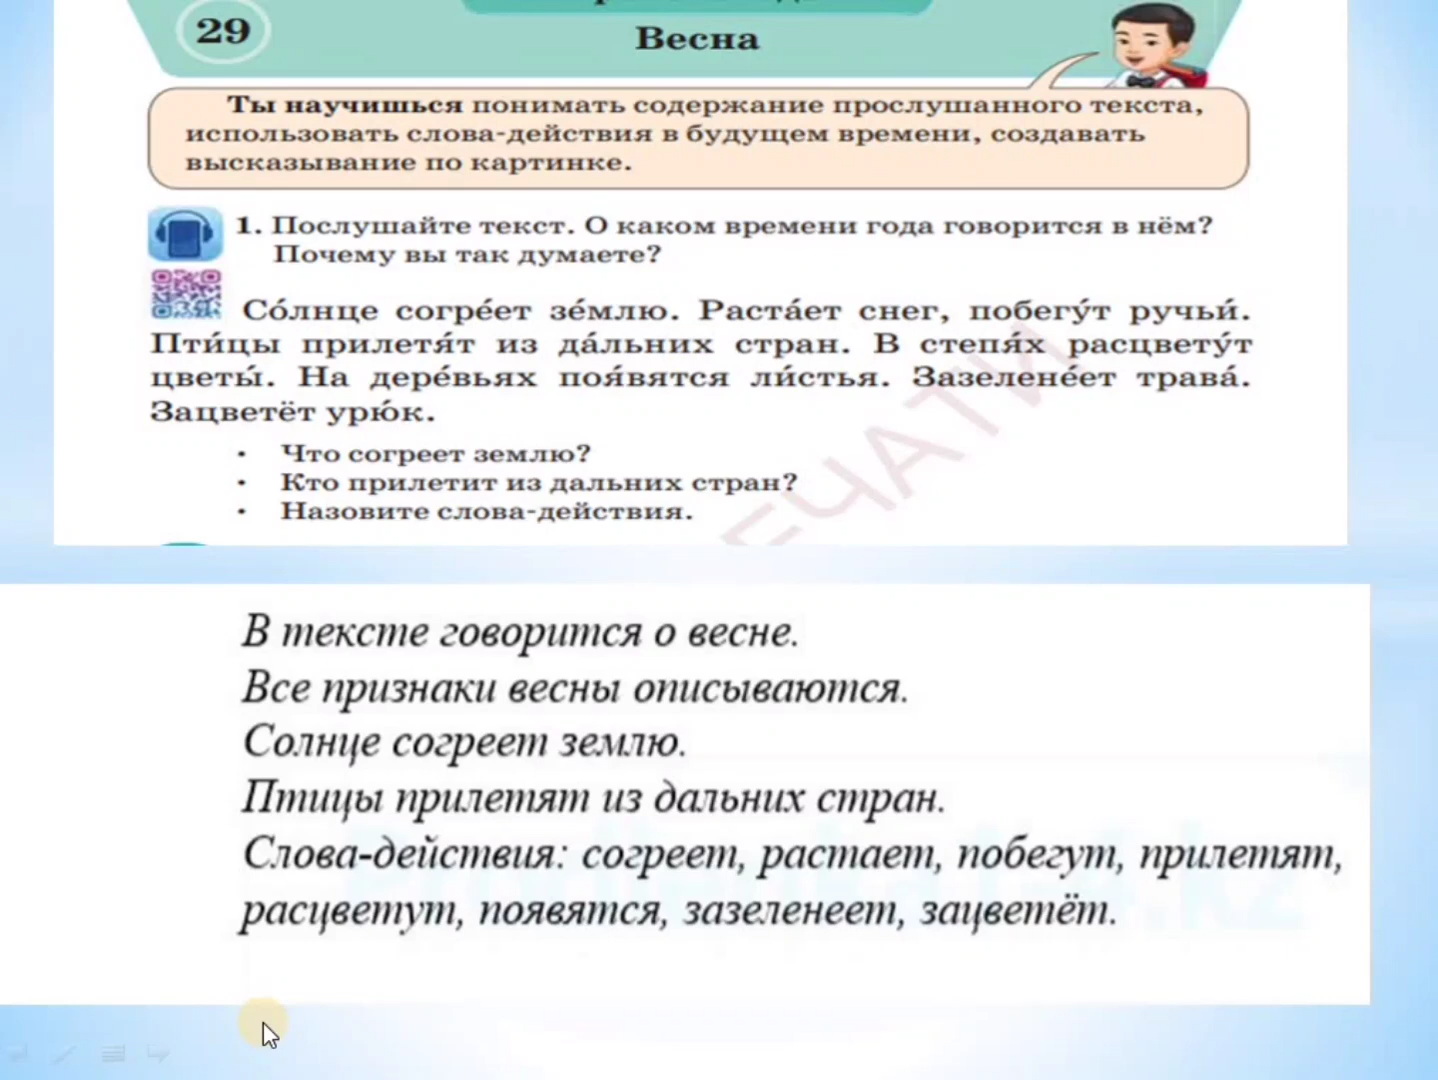 29
Весна
Ты научишься понимать содержание прослушанного текста,
использовать слова-действия в будущем времени, создавать
высказывание по картинке.
1. Послушайте текст. О каком времени года говорится в нём?
Почему вы так думаете?
Со́лнце согре́ет зе́млю. Раста́ет снег, побегу́т ручьи́.
Пти́цы прилетя́т из да́льних стран. В степя́х расцвету́т
цветы́. На дере́вьях поя́вятся ли́стья. Зазелене́ет трава́.
Зацветёт урю́к.
• Что согреет землю?
• Кто прилетит из дальних стран?
• Назовите слова-действия.
В тексте говорится о весне.
Все признаки весны описываются.
Солнце согреет землю.
Птицы прилетят из дальних стран.
Слова-действия: согреет, растает, побегут, прилетят,
расцветут, появятся, зазеленеет, зацветёт.